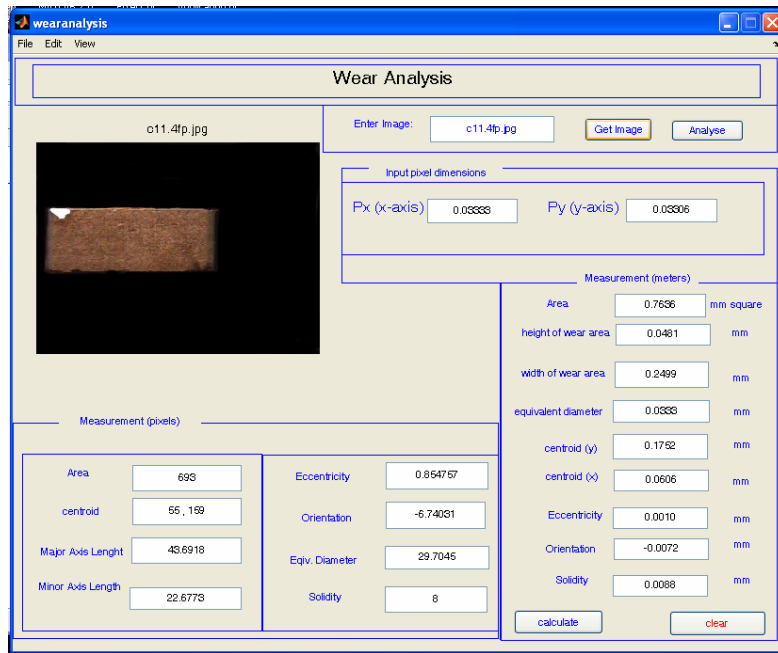 wearanalysis
File Edit View
Wear Analysis
c11.4fp.jpg
Enter Image: c11.4fp.jpg Get Image Analyse
Input pixel dimensions
Px (x-axis) 0.03333 Py (y-axis) 0.03306
Measurement (meters)
Area 0.7636 mm square
height of wear area 0.0481 mm
width of wear area 0.2499 mm
equivalent diameter 0.0333 mm
centroid (y) 0.1752 mm
centroid (x) 0.0606 mm
Eccentricity 0.0010 mm
Orientation -0.0072 mm
Solidity 0.0088 mm
calculate clear
Measurement (pixels)
Area 693
centroid 55 , 159
Major Axis Lenght 43.6918
Minor Axis Length 22.6773
Eccentricity 0.854757
Orientation -6.74031
Eqiv. Diameter 29.7045
Solidity 8